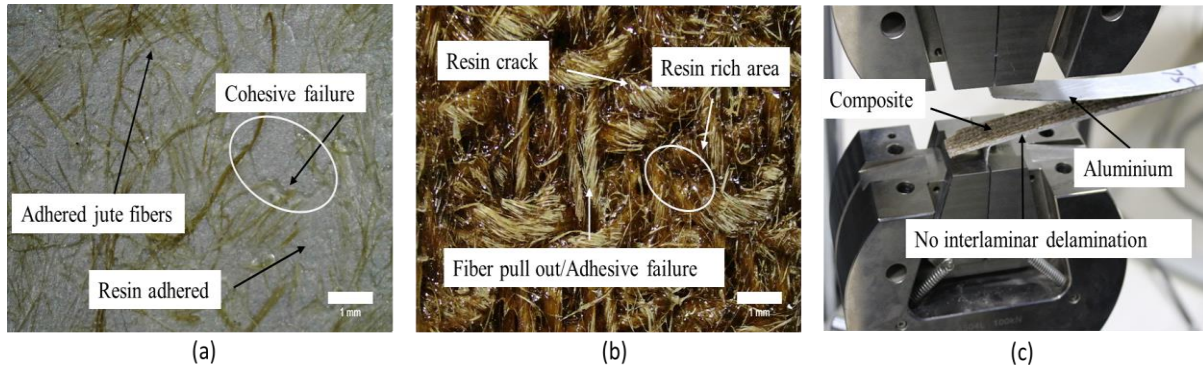 Cohesive failure
Adhered jute fibers
Resin adhered
1 mm
(a)
Resin crack
Resin rich area
Fiber pull out/Adhesive failure
1 mm
(b)
Composite
Aluminium
No interlaminar delamination
(c)